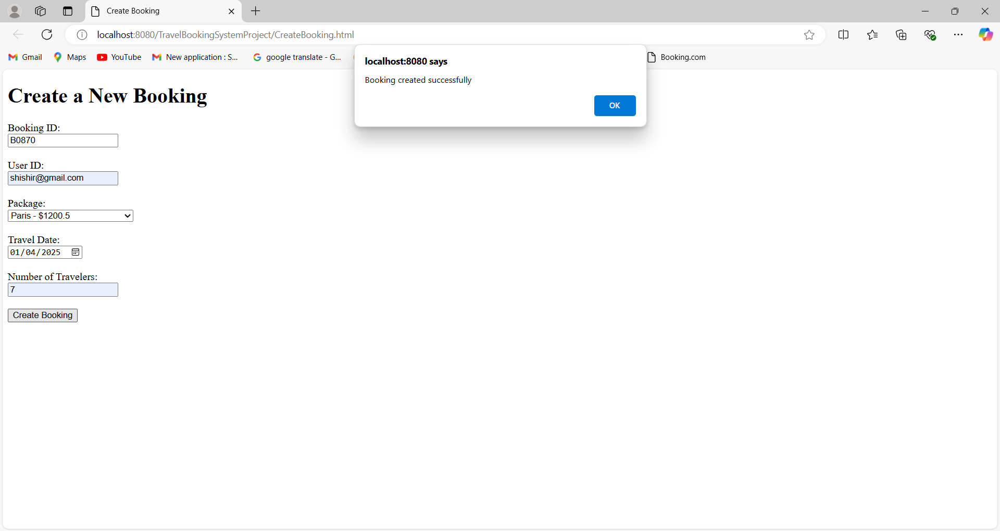 Create Booking
localhost:8080/TravelBookingSystemProject/CreateBooking.html
Gmail Maps YouTube New application : S... google translate - G... Booking.com
localhost:8080 says
Booking created successfully
OK
Create a New Booking
Booking ID:
B0870
User ID:
shishir@gmail.com
Package:
Paris - $1200.5
Travel Date:
01/04/2025
Number of Travelers:
7
Create Booking